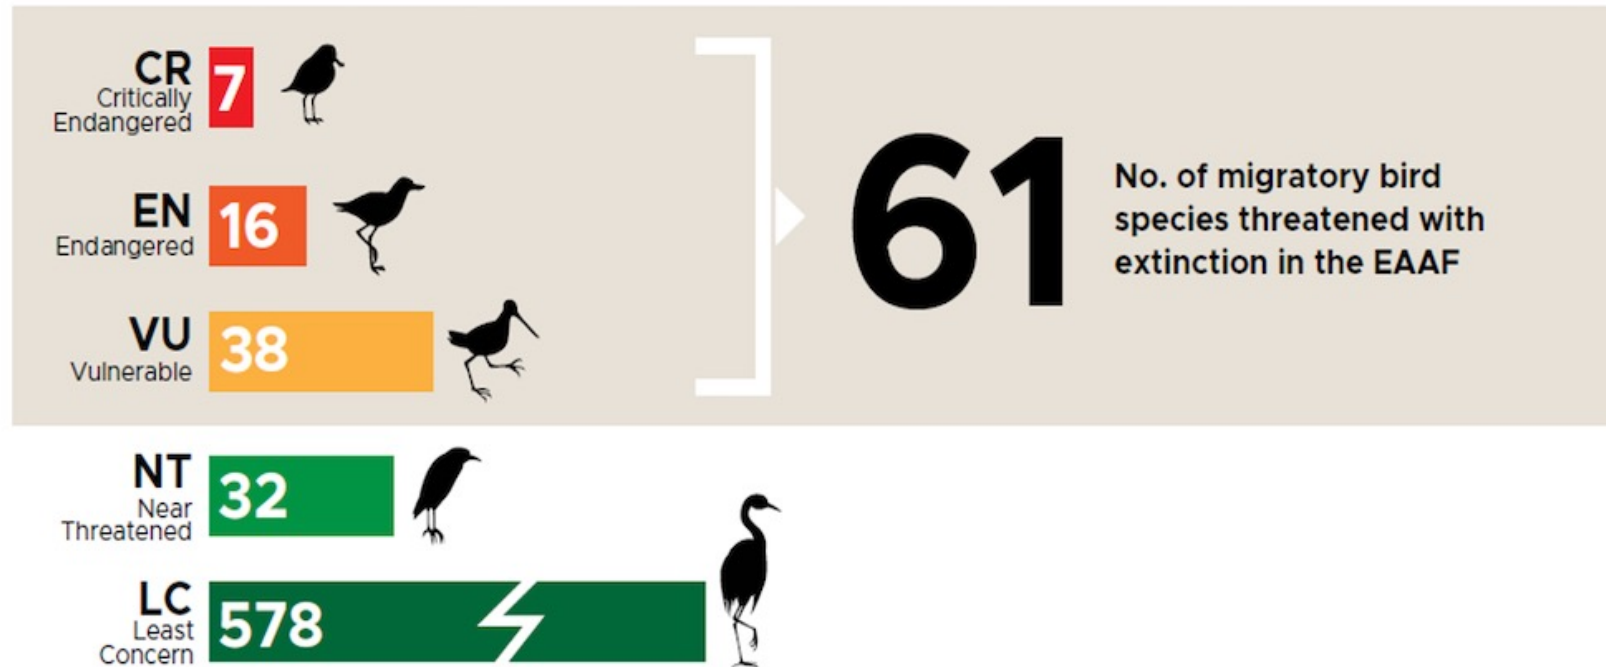 CR
Critically
Endangered
7
EN
Endangered
16
VU
Vulnerable
38
61
No. of migratory bird
species threatened with
extinction in the EAAF
NT
Near
Threatened
32
LC
Least
Concern
578